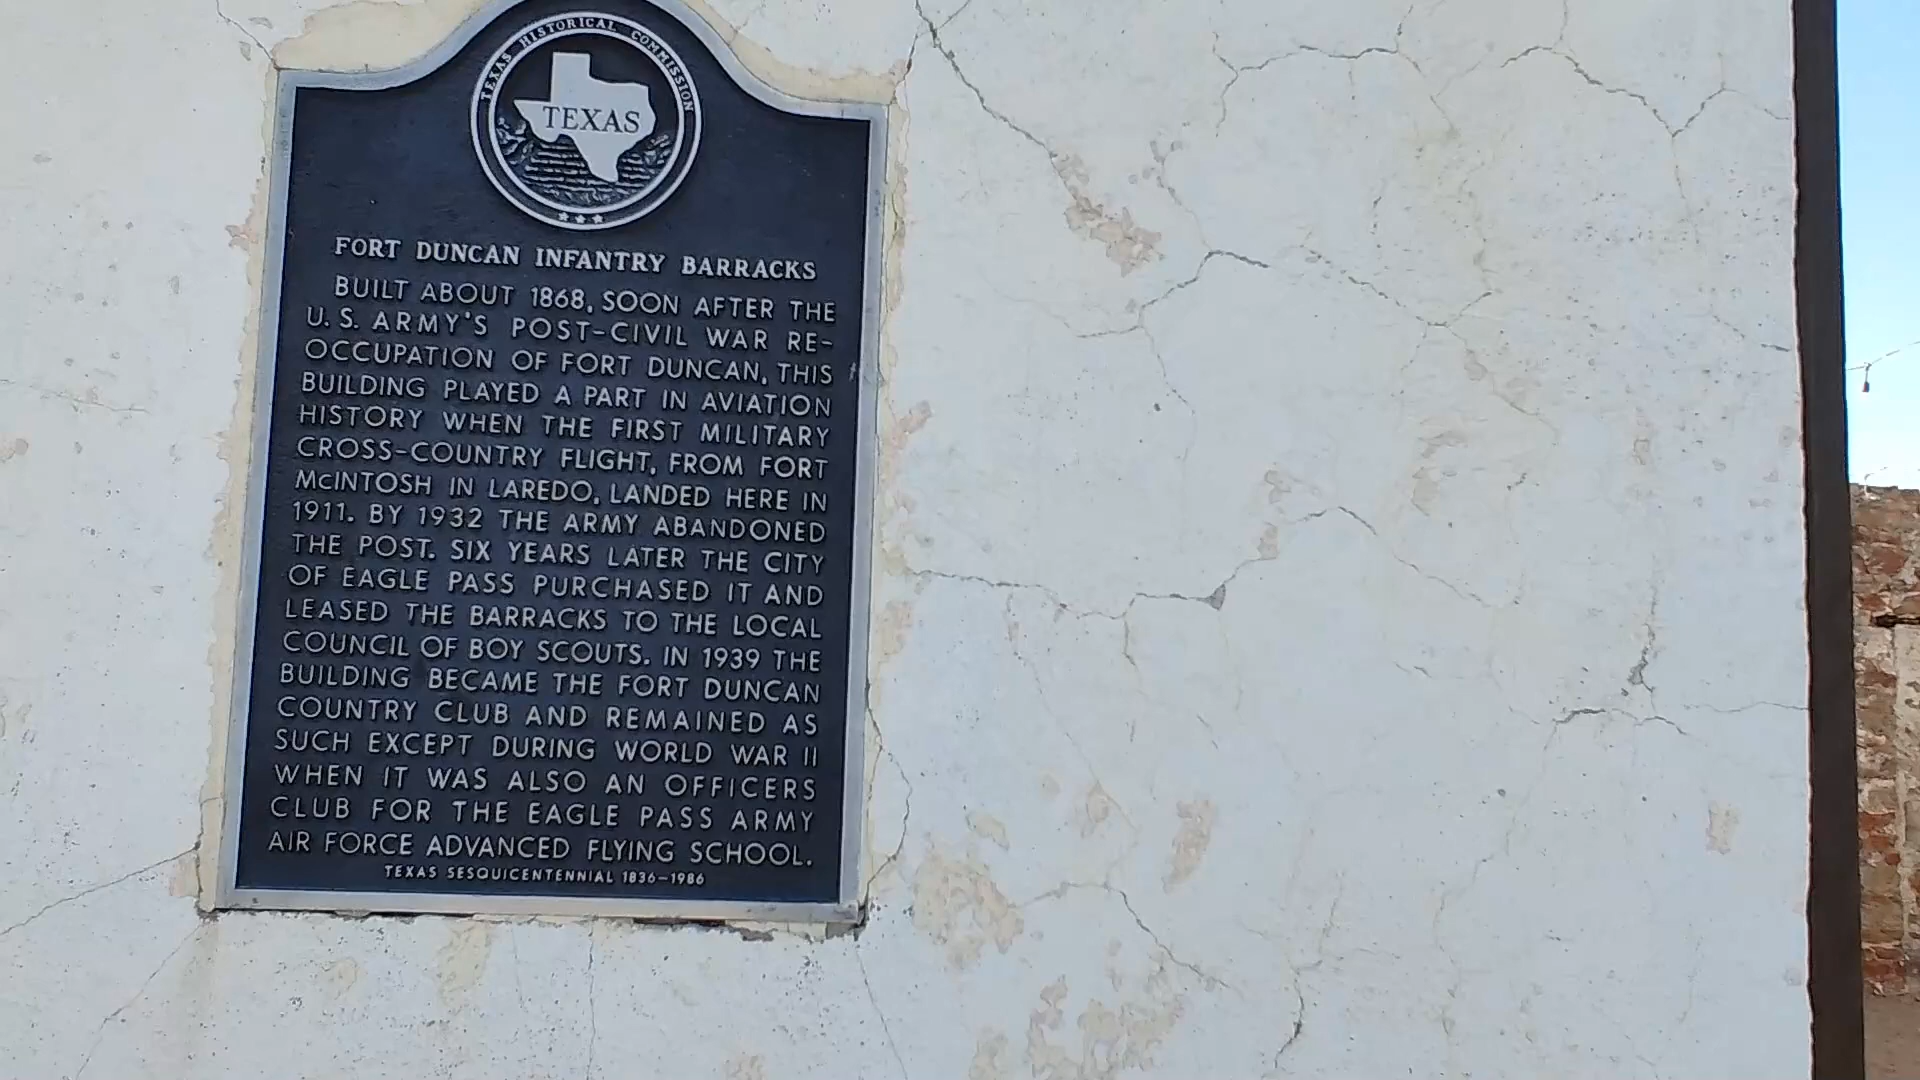 TEXAS HISTORICAL COMMISSION
TEXAS
FORT DUNCAN INFANTRY BARRACKS
BUILT ABOUT 1868, SOON AFTER THE
U.S. ARMY'S POST-CIVIL WAR RE-
OCCUPATION OF FORT DUNCAN, THIS
BUILDING PLAYED A PART IN AVIATION
HISTORY WHEN THE FIRST MILITARY
CROSS-COUNTRY FLIGHT, FROM FORT
McINTOSH IN LAREDO, LANDED HERE IN
1911. BY 1932 THE ARMY ABANDONED
THE POST. SIX YEARS LATER THE CITY
OF EAGLE PASS PURCHASED IT AND
LEASED THE BARRACKS TO THE LOCAL
COUNCIL OF BOY SCOUTS. IN 1939 THE
BUILDING BECAME THE FORT DUNCAN
COUNTRY CLUB AND REMAINED AS
SUCH EXCEPT DURING WORLD WAR II
WHEN IT WAS ALSO AN OFFICERS
CLUB FOR THE EAGLE PASS ARMY
AIR FORCE ADVANCED FLYING SCHOOL.
TEXAS SESQUICENTENNIAL 1836-1986